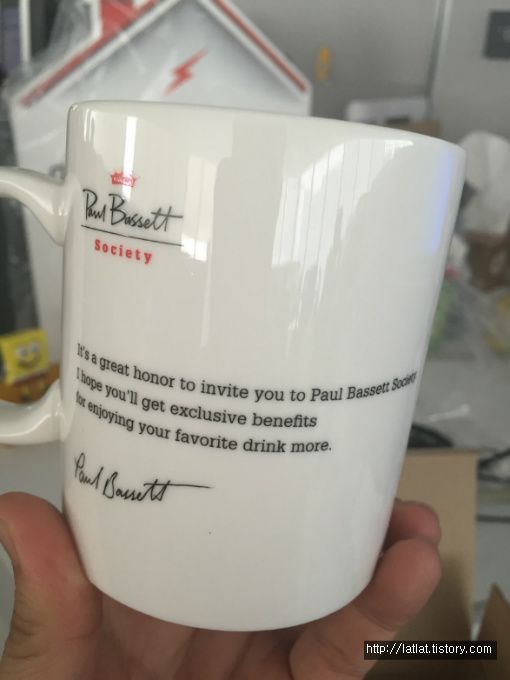 Paul Bassett
Society
It's a great honor to invite you to Paul Bassett Society
I hope you'll get exclusive benefits
for enjoying your favorite drink more.
Paul Bassett
http://latlat.tistory.com